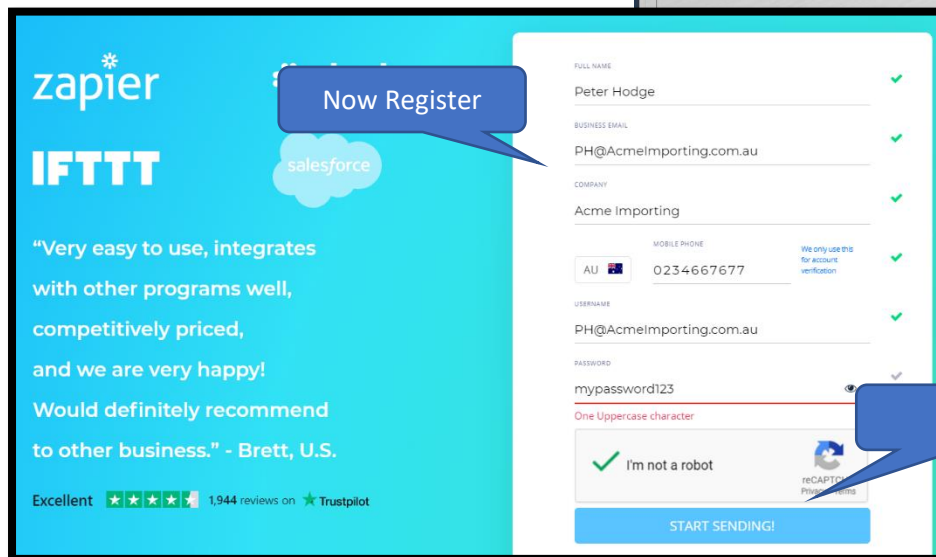 zapier
Now Register
IFTTT
salesforce
“Very easy to use, integrates
with other programs well,
competitively priced,
and we are very happy!
Would definitely recommend
to other business.” - Brett, U.S.
Excellent 1,944 reviews on Trustpilot
FULL NAME
Peter Hodge
BUSINESS EMAIL
PH@AcmeImporting.com.au
COMPANY
Acme Importing
MOBILE PHONE
AU 0234667677
We only use this
for account
verification
USERNAME
PH@AcmeImporting.com.au
PASSWORD
mypassword123
One Uppercase character
I'm not a robot
reCAPTCH
Privacy Terms
START SENDING!